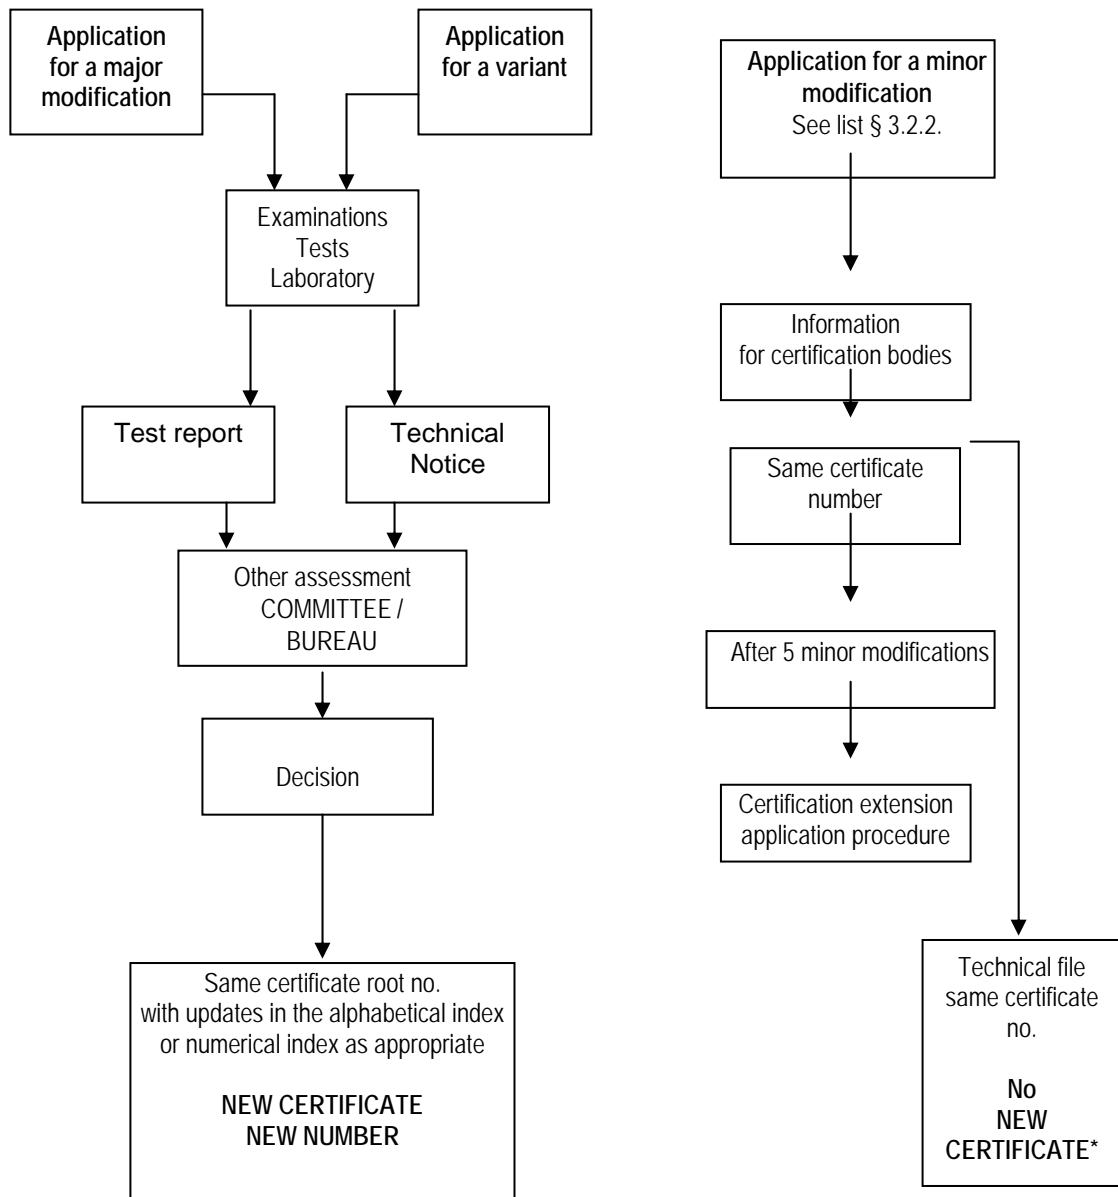 Application
for a major
modification
Application
for a variant
Examinations
Tests
Laboratory
Test report
Technical
Notice
Other assessment
COMMITTEE /
BUREAU
Decision
Same certificate root no.
with updates in the alphabetical index
or numerical index as appropriate
NEW CERTIFICATE
NEW NUMBER
Application for a minor
modification
See list § 3.2.2.
Information
for certification bodies
Same certificate
number
After 5 minor modifications
Certification extension
application procedure
Technical file
same certificate
no.
No
NEW
CERTIFICATE*